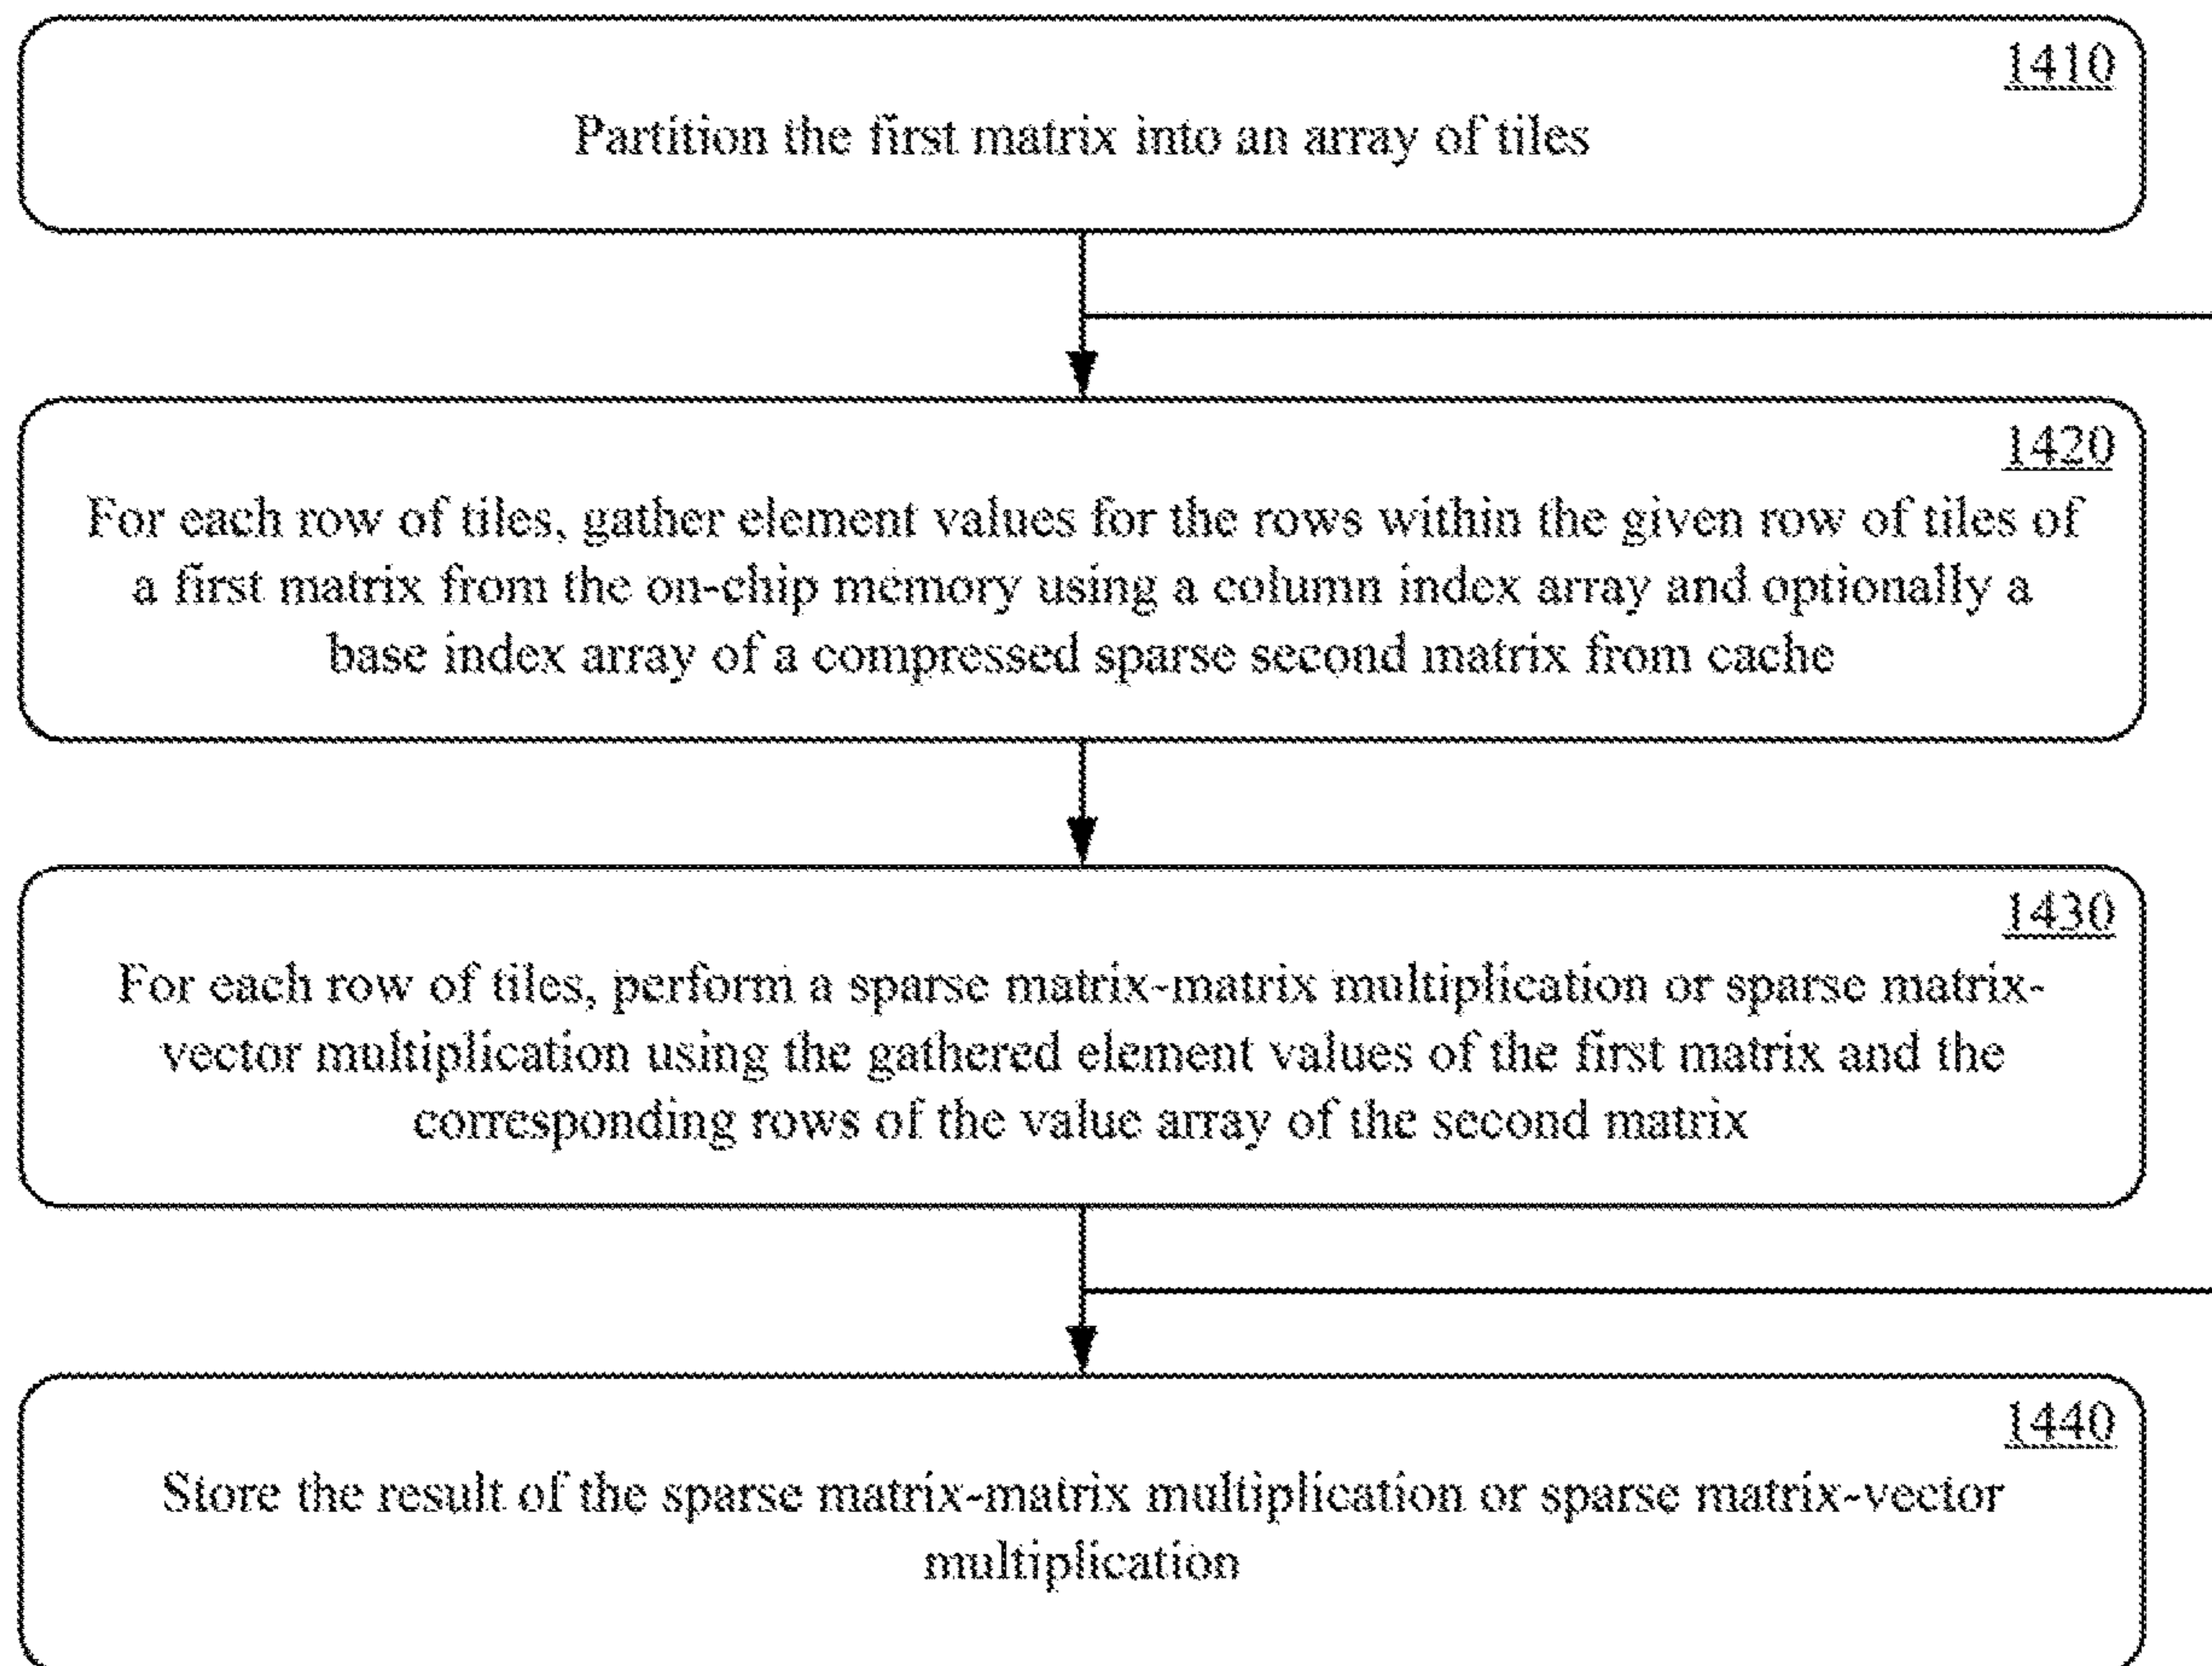 1410
Partition the first matrix into an array of tiles
1420
For each row of tiles, gather element values for the rows within the given row of tiles of
a first matrix from the on-chip memory using a column index array and optionally a
base index array of a compressed sparse second matrix from cache
1430
For each row of tiles, perform a sparse matrix-matrix multiplication or sparse matrix-
vector multiplication using the gathered element values of the first matrix and the
corresponding rows of the value array of the second matrix
1440
Store the result of the sparse matrix-matrix multiplication or sparse matrix-vector
multiplication